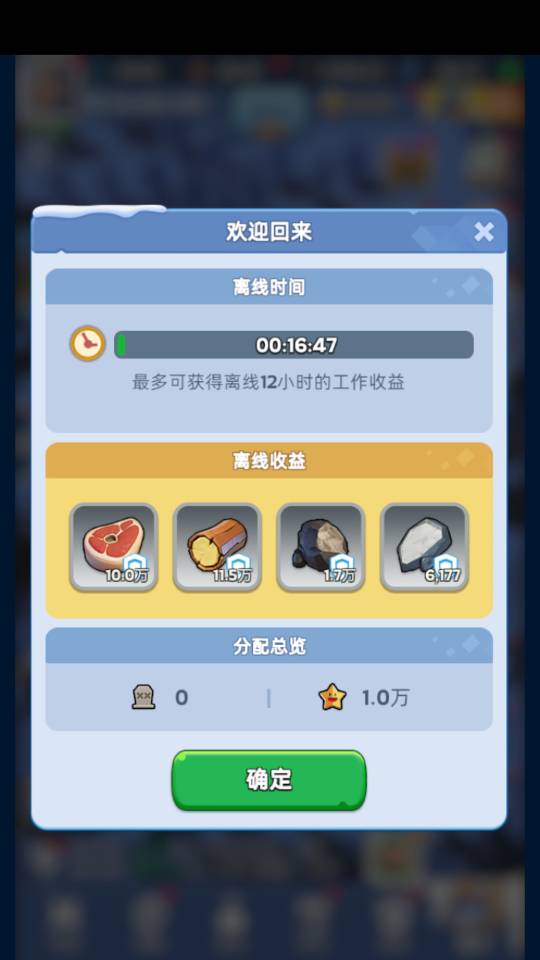 欢迎回来
离线时间
00:16:47
最多可获得离线12小时的工作收益
离线收益
10.0万
11.5万
1.7万
6,177
分配总览
0
1.0万
确定